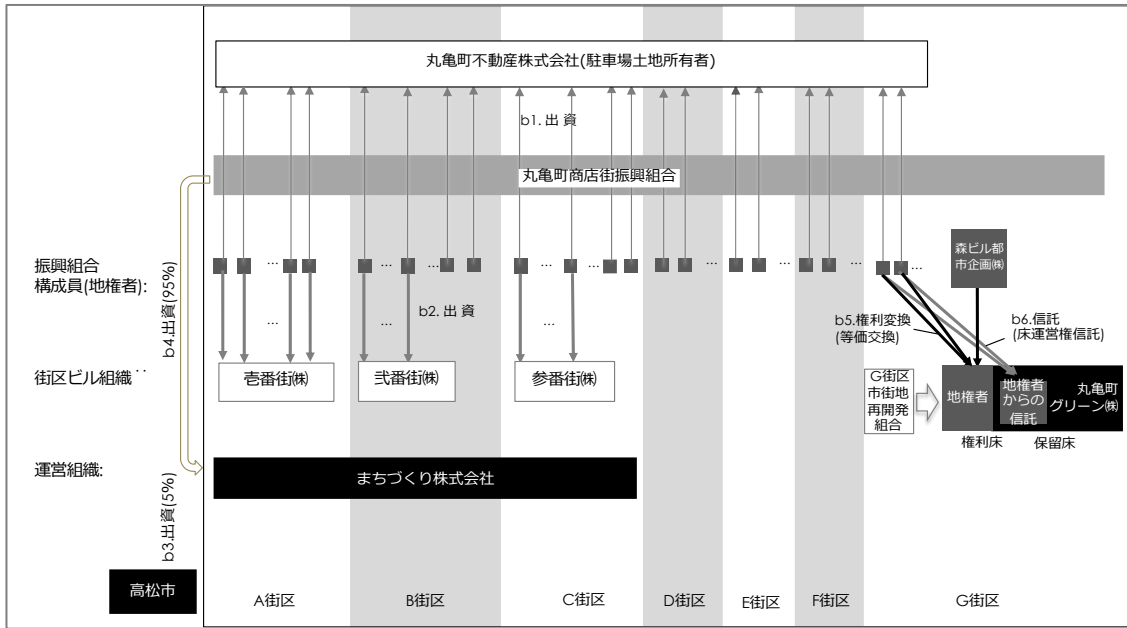 丸亀町不動産株式会社(駐車場土地所有者)
b1. 出 資
丸亀町商店街振興組合
振興組合
構成員(地権者):
... ... ... ... ... ... ... ... ... ...
森ビル都
市企画㈱
b4.出資(95%)
... b2. 出 資 ... ...
b5.権利変換
(等価交換)
b6.信託
(床運営権信託)
街区ビル組織
壱番街㈱
弐番街㈱
参番街㈱
G街区
市街地
再開発
組合
地権者
地権者
からの
信託
丸亀町
グリーン㈱
権利床
保留床
運営組織:
まちづくり株式会社
b3.出資(5%)
高松市
A街区
B街区
C街区
D街区
E街区
F街区
G街区